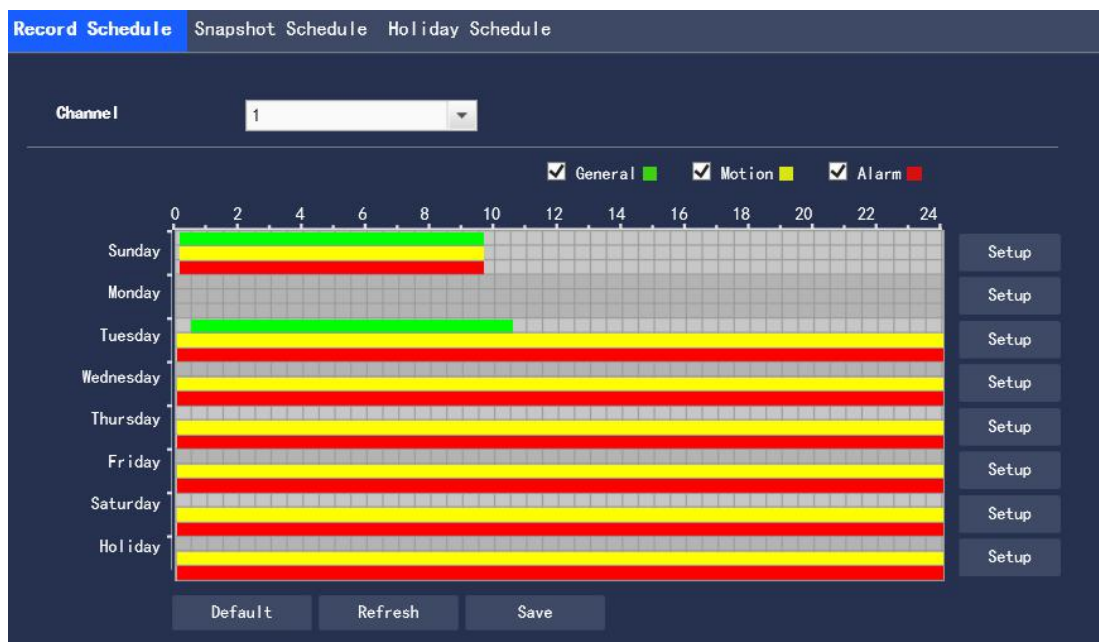 Record Schedule Snapshot Schedule Holiday Schedule
Channel 1
General Motion Alarm
0 2 4 6 8 10 12 14 16 18 20 22 24
Sunday Setup
Monday Setup
Tuesday Setup
Wednesday Setup
Thursday Setup
Friday Setup
Saturday Setup
Holiday Setup
Default Refresh Save